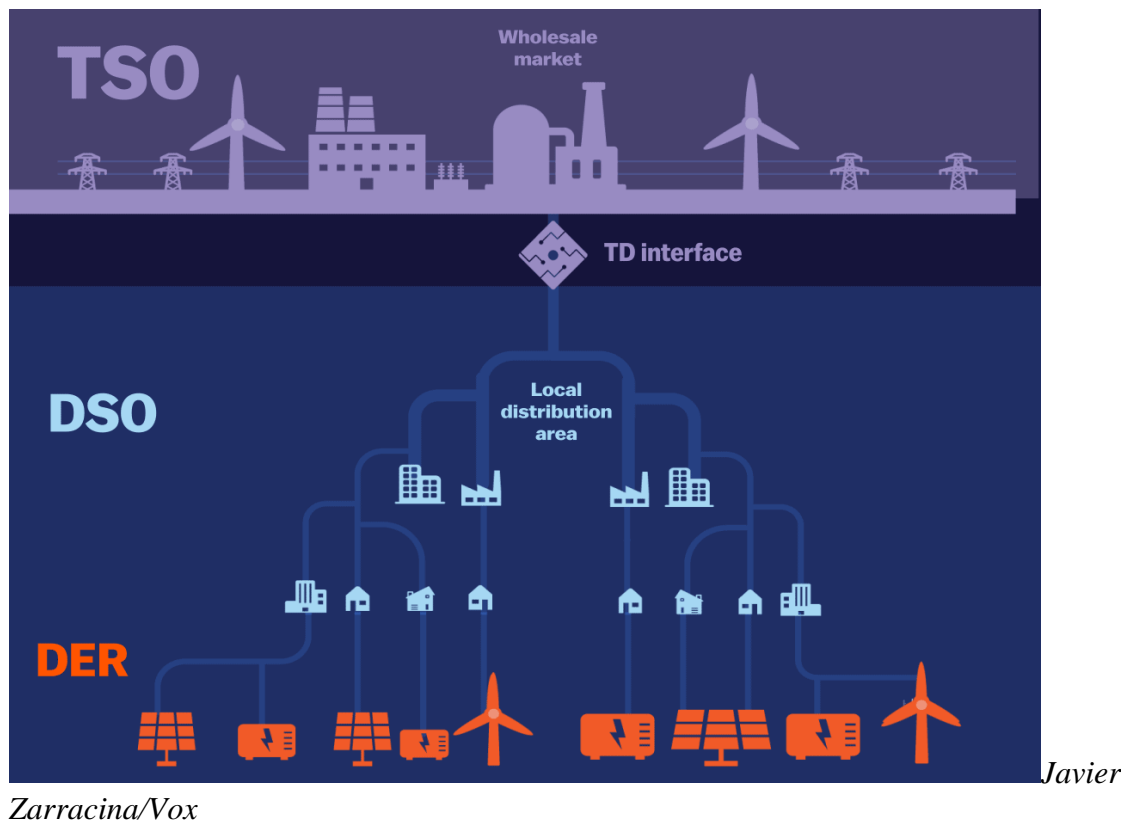 TSO
Wholesale
market
TD interface
DSO
Local
distribution
area
DER
Javier
Zarracina/Vox